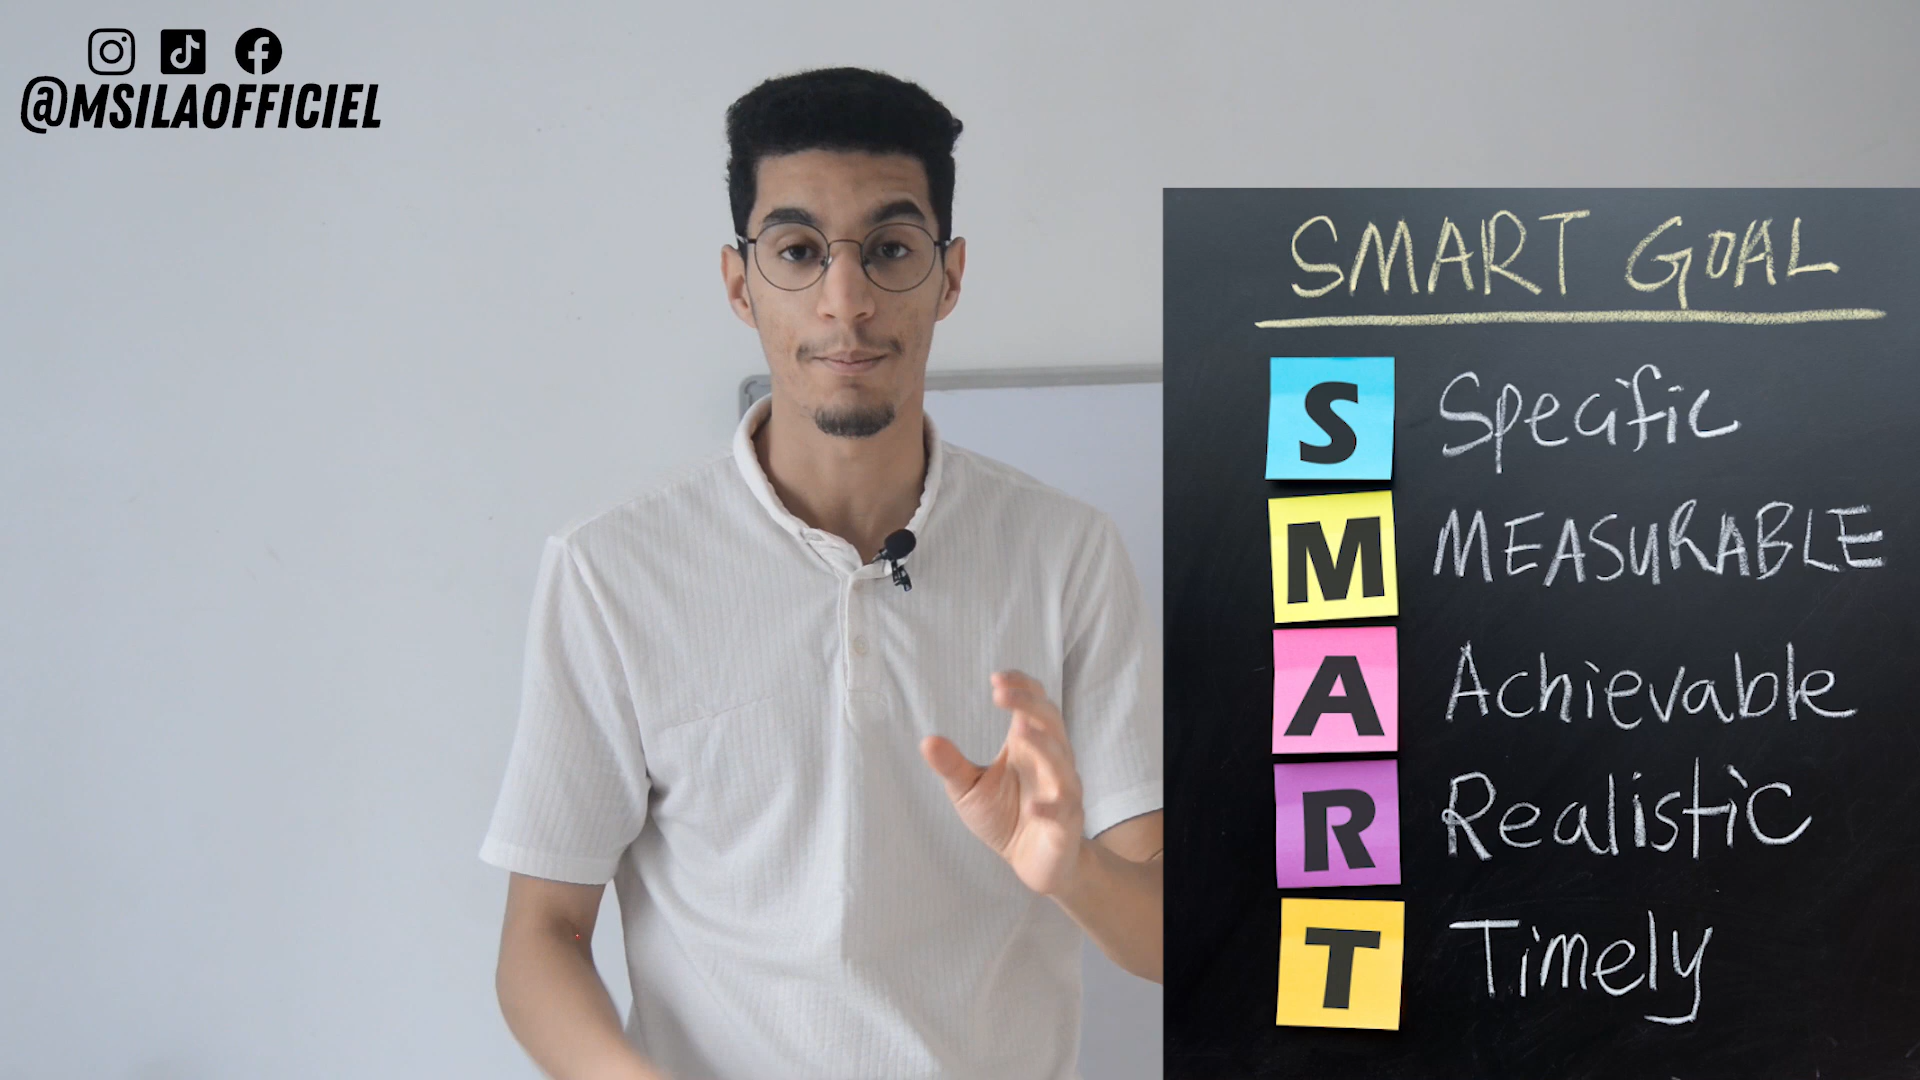 @MSILAOFFICIEL
SMART GOAL
S Specific
M MEASURABLE
A Achievable
R Realistic
T Timely